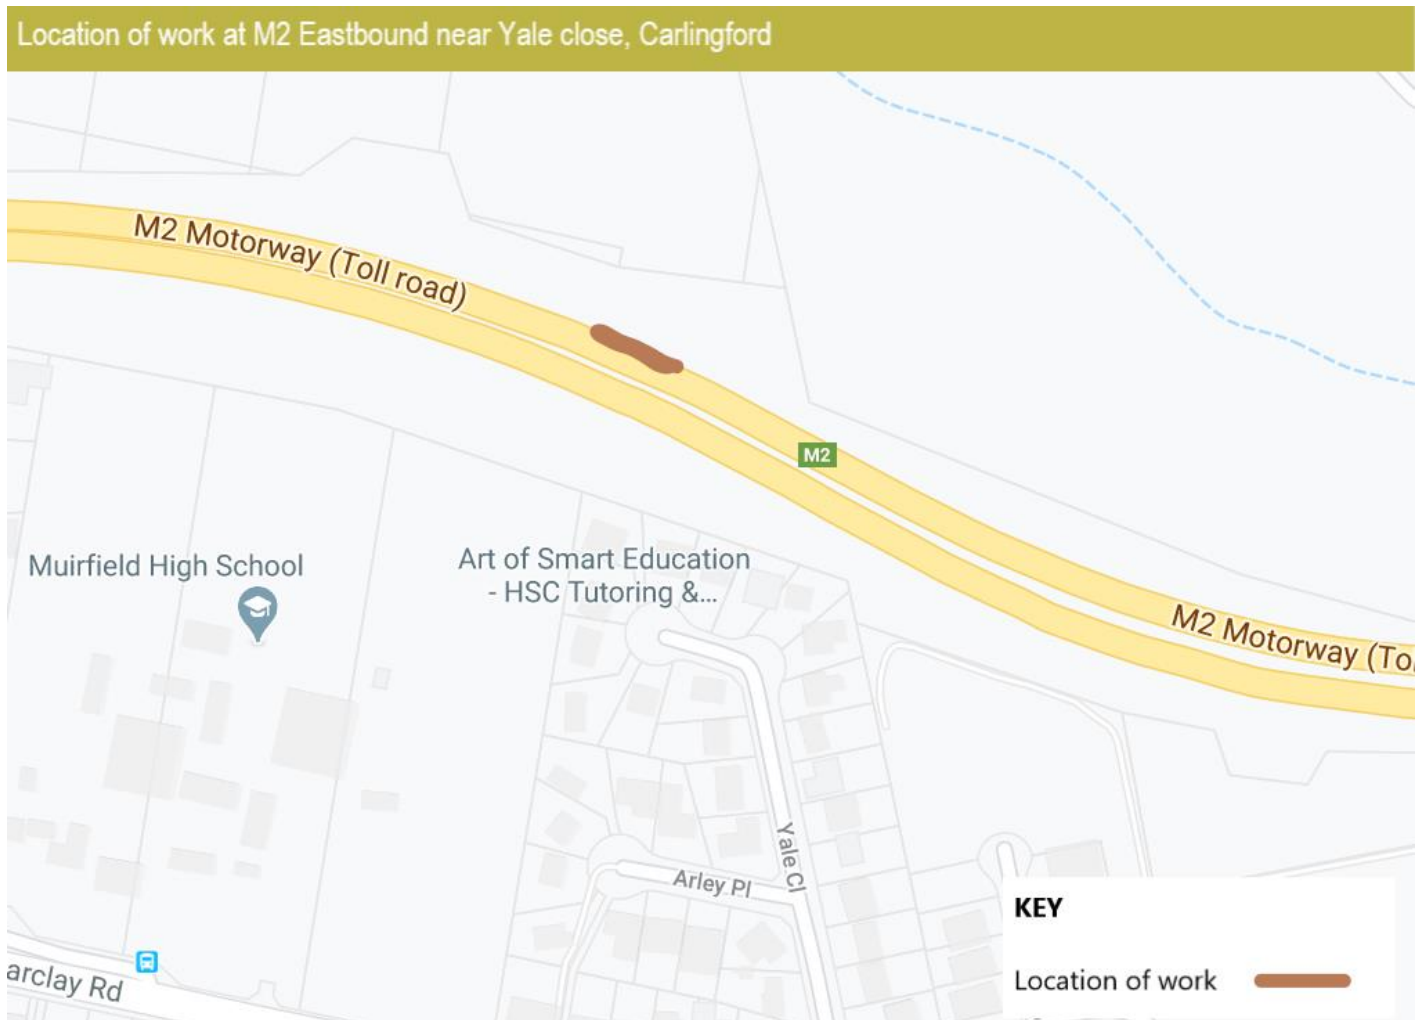 Location of work at M2 Eastbound near Yale close, Carlingford
M2 Motorway (Toll road)
M2
Muirfield High School
Art of Smart Education
- HSC Tutoring &...
M2 Motorway (To
Yale Cl
Arley Pl
arclay Rd
KEY
Location of work